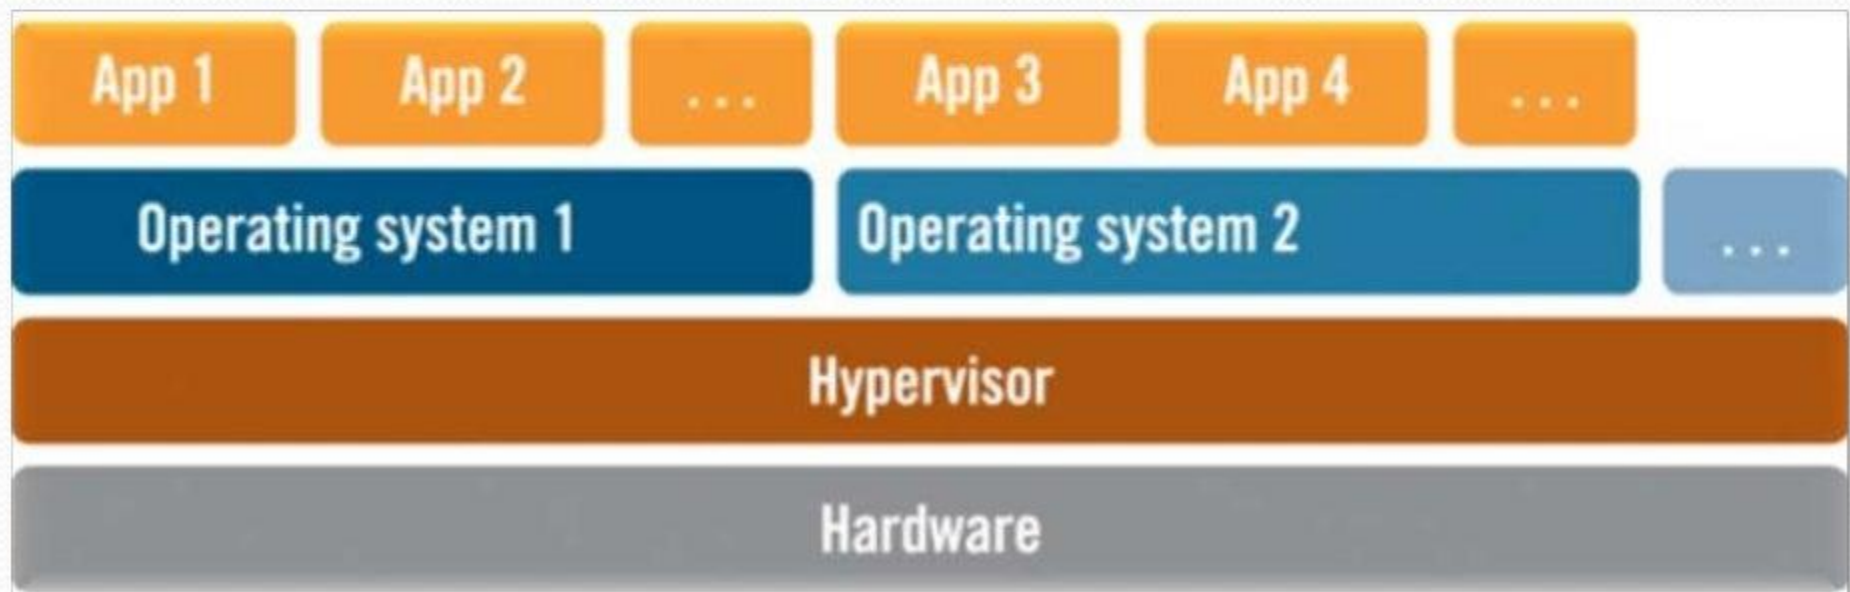 App 1
App 2
...
App 3
App 4
...
Operating system 1
Operating system 2
...
Hypervisor
Hardware